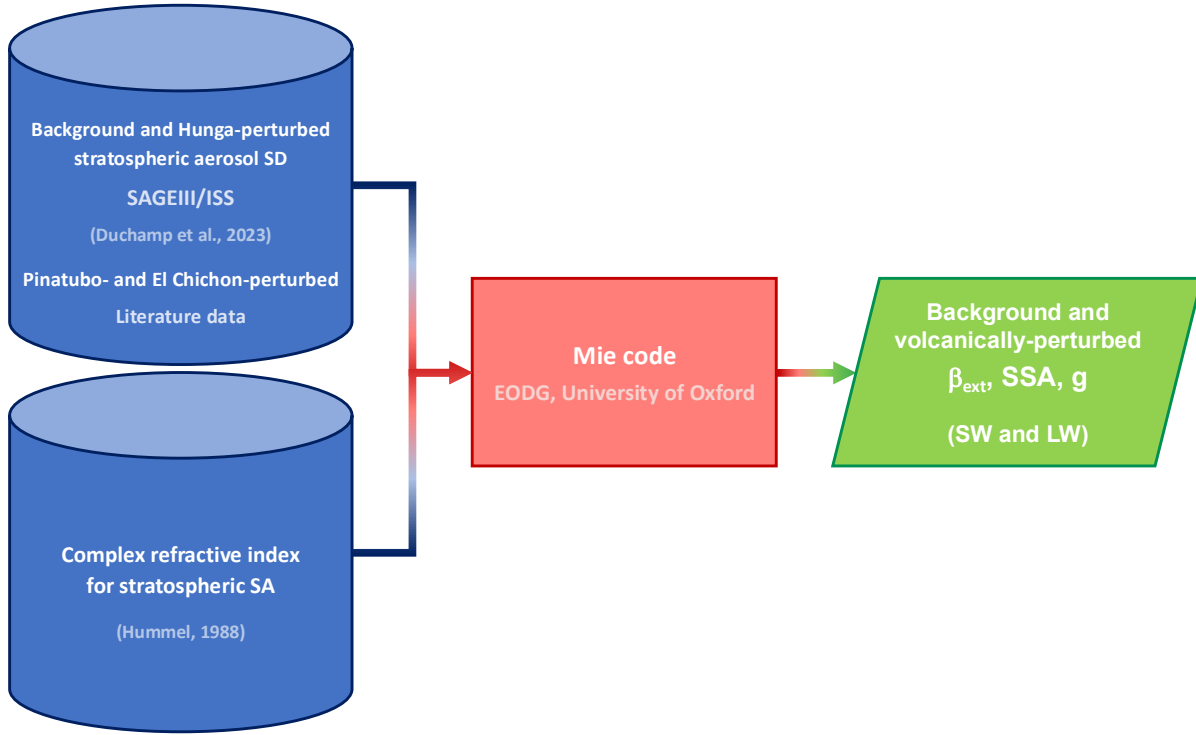 Background and Hunga-perturbed
stratospheric aerosol SD
SAGEIII/ISS
(Duchamp et al., 2023)
Pinatubo- and El Chichon-perturbed
Literature data
Complex refractive index
for stratospheric SA
(Hummel, 1988)
Mie code
EODG, University of Oxford
Background and
volcanically-perturbed
βext, SSA, g
(SW and LW)